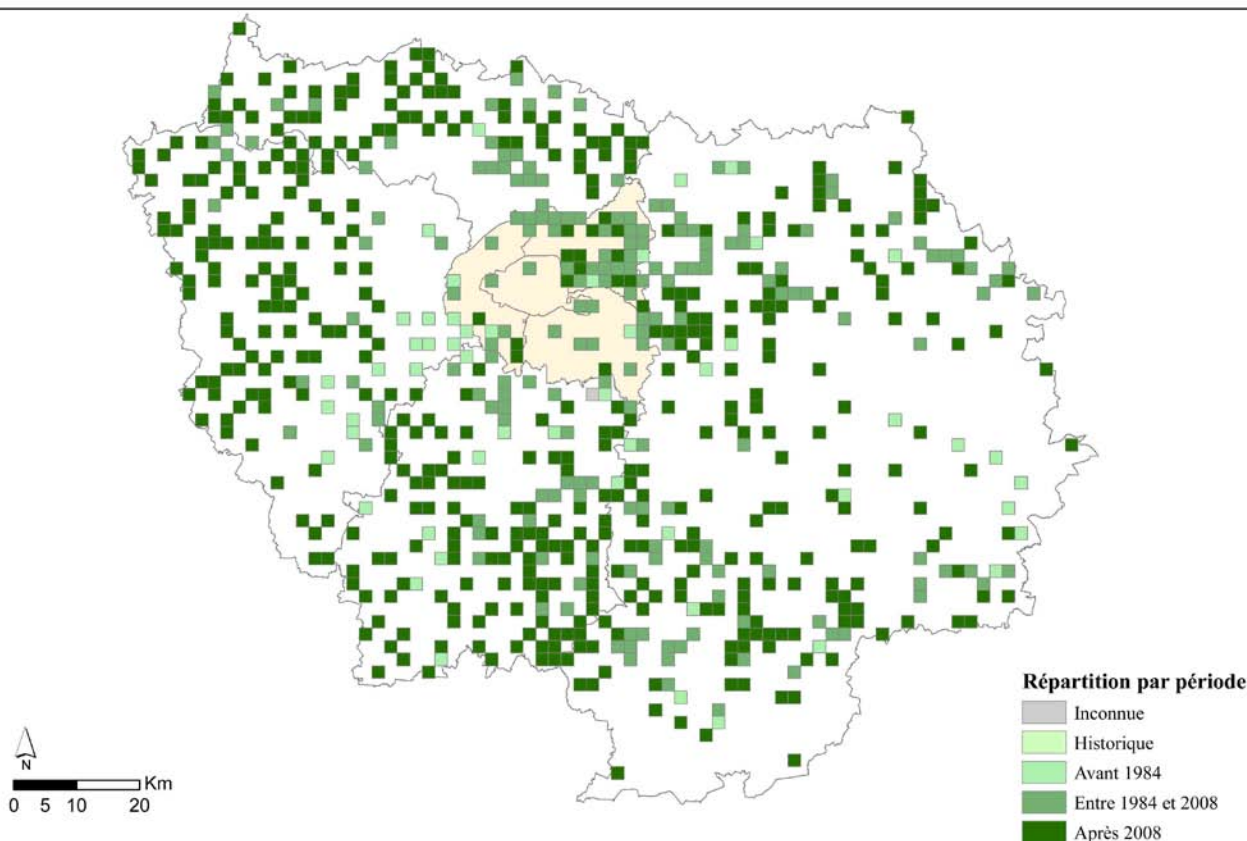 Répartition par période
Inconnue
Historique
Avant 1984
Entre 1984 et 2008
Après 2008
N
Km
0 5 10 20